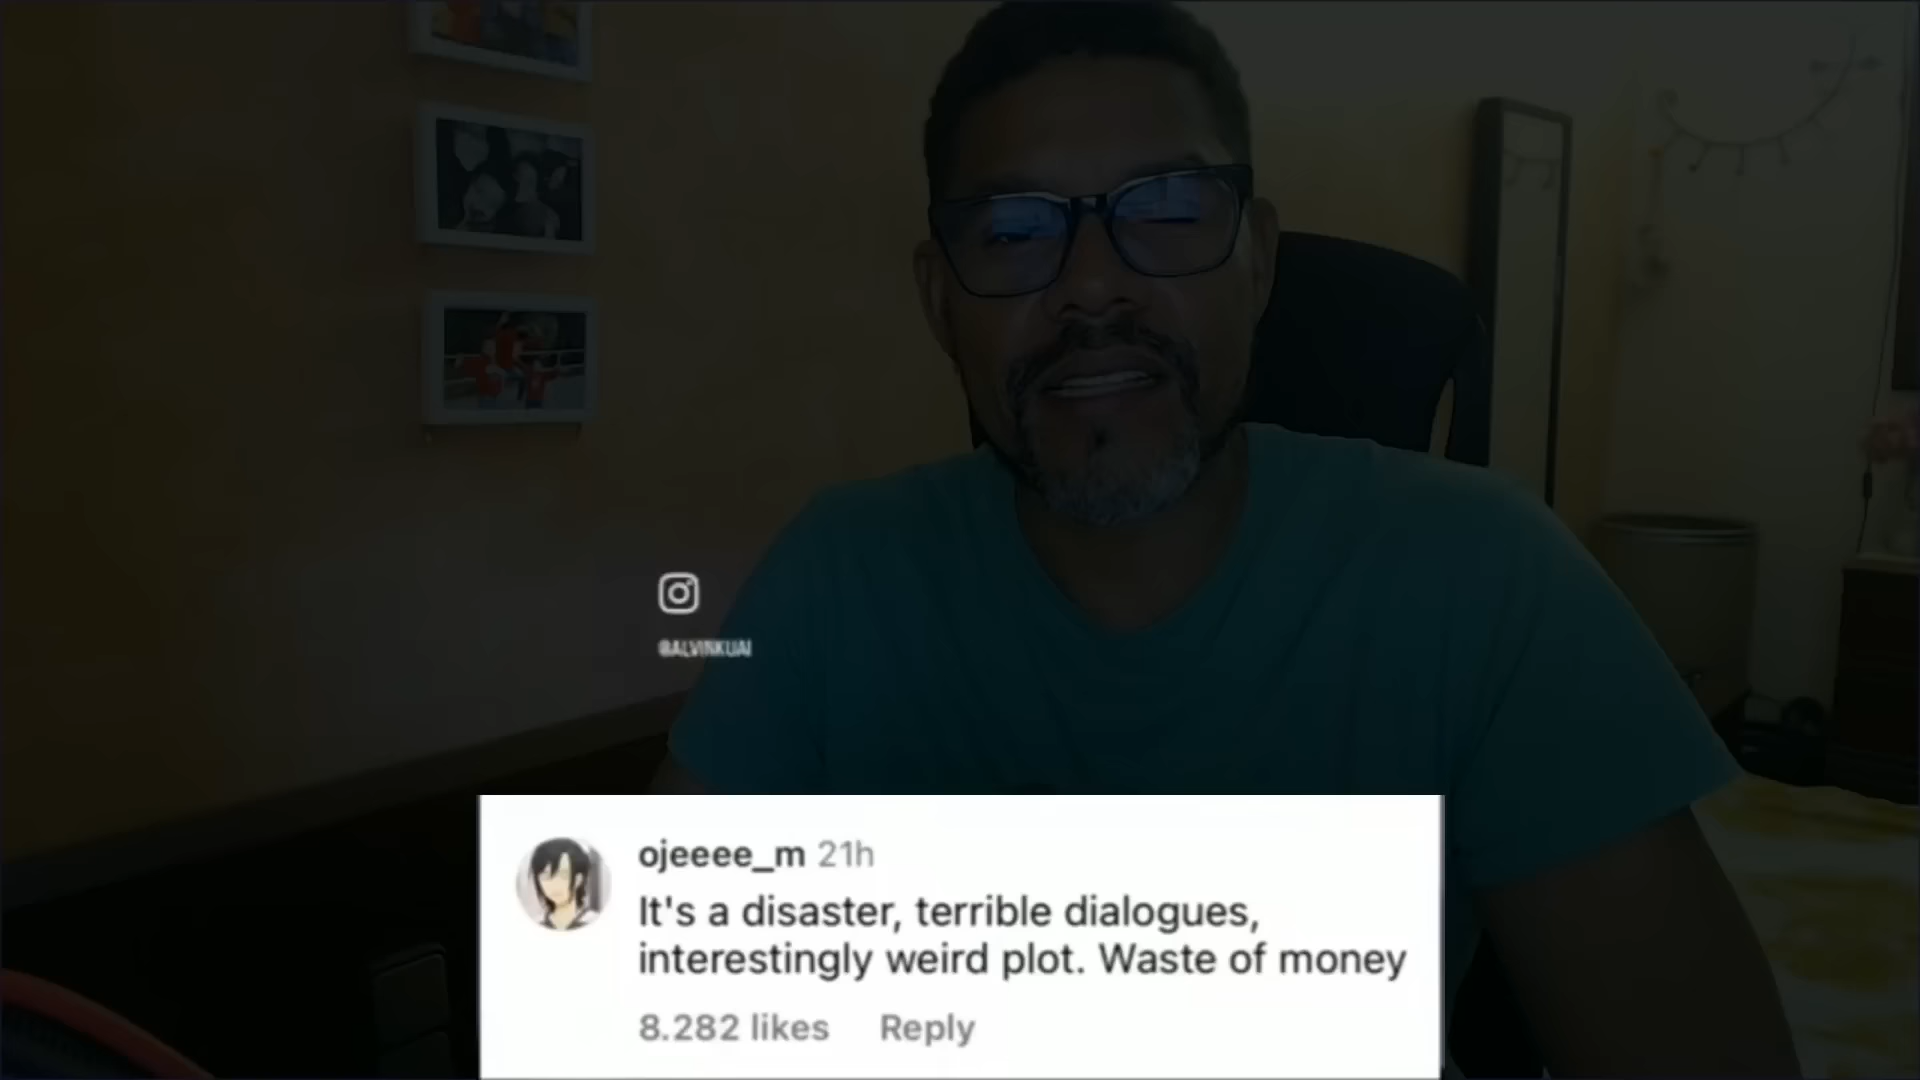 @ALVINKUAI
ojeeee_m 21h
It's a disaster, terrible dialogues,
interestingly weird plot. Waste of money
8.282 likes Reply